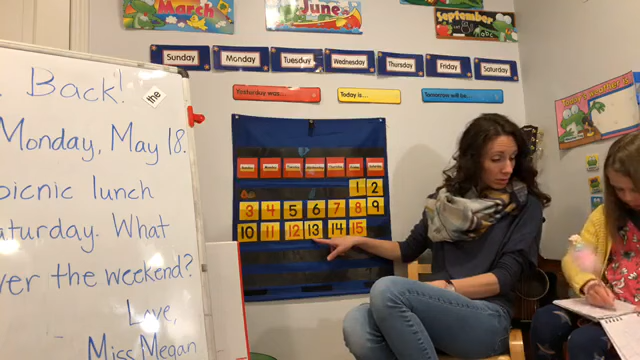 March
June
September
abc
Sunday Monday Tuesday Wednesday Thursday Friday Saturday
Yesterday was... Today is... Tomorrow will be...
Back!
the
Monday, May 18.
picnic lunch
aturday. What
ver the weekend?
Love,
Miss Megan
1 2
3 4 5 6 7 8 9
10 11 12 13 14 15